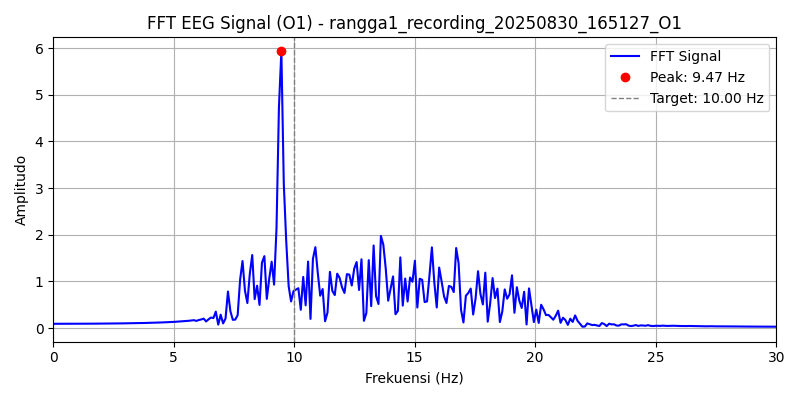 FFT EEG Signal (O1) - rangga1_recording_20250830_165127_O1
FFT Signal
Peak: 9.47 Hz
Target: 10.00 Hz
Amplitudo
6
5
4
3
2
1
0
0 5 10 15 20 25 30
Frekuensi (Hz)